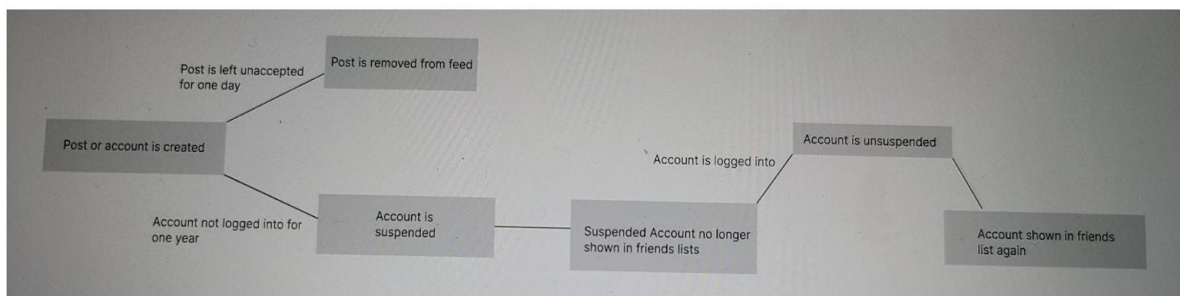 Post is left unaccepted
for one day
Post is removed from feed
Post or account is created
Account not logged into for
one year
Account is
suspended
Suspended Account no longer
shown in friends lists
Account is logged into
Account is unsuspended
Account shown in friends
list again